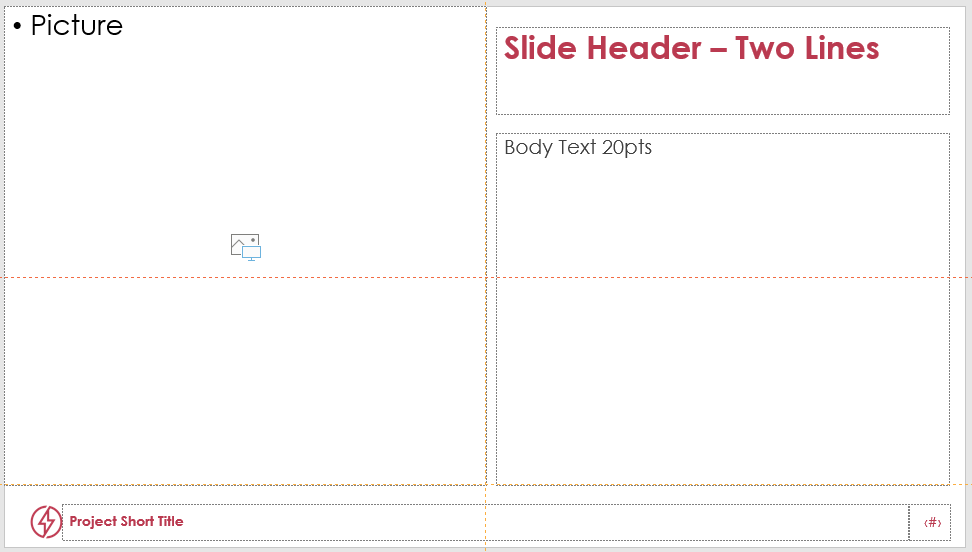 • Picture
Slide Header – Two Lines
Body Text 20pts
Project Short Title
‹#›